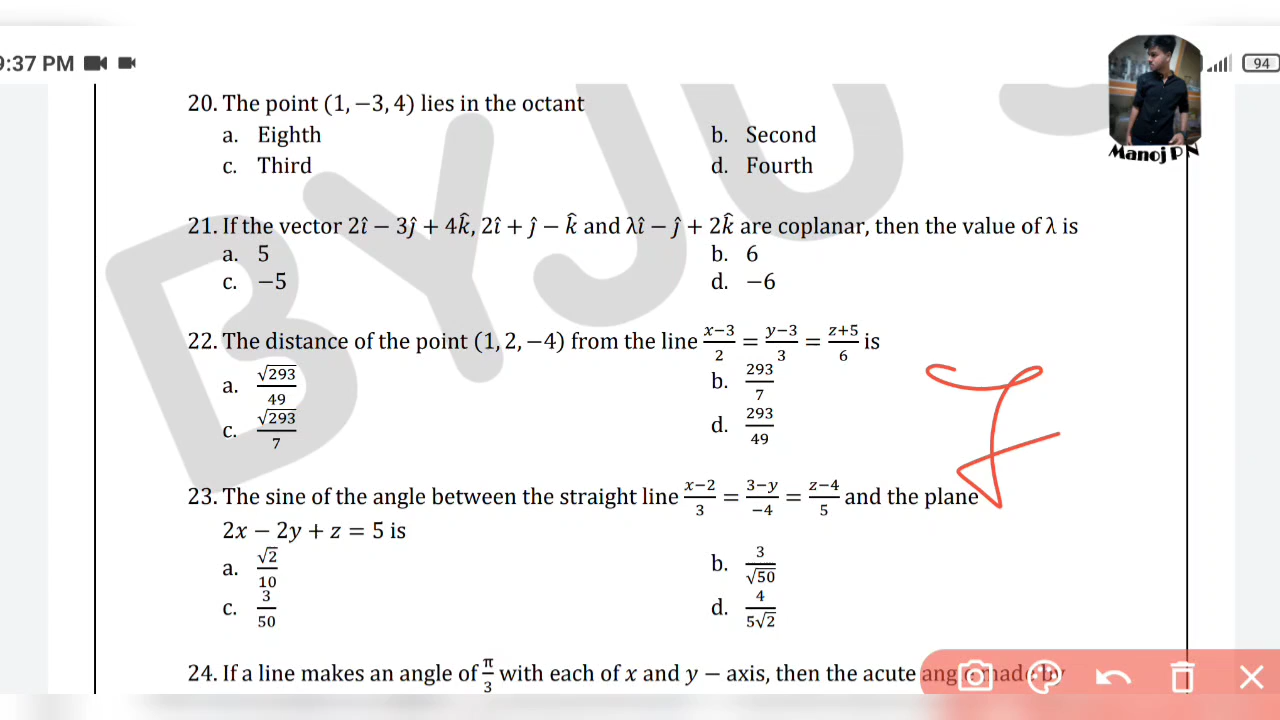 9:37 PM
94
Manoj P N
20. The point (1, −3, 4) lies in the octant
a. Eighth
b. Second
c. Third
d. Fourth
21. If the vector 2î − 3ĵ + 4k̂, 2î + ĵ − k̂ and λî − ĵ + 2k̂ are coplanar, then the value of λ is
a. 5
b. 6
c. −5
d. −6
22. The distance of the point (1, 2, −4) from the line (x−3)/2 = (y−3)/3 = (z+5)/6 is
a. √293/49
b. 293/7
c. √293/7
d. 293/49
23. The sine of the angle between the straight line (x−2)/3 = (3−y)/−4 = (z−4)/5 and the plane
2x − 2y + z = 5 is
a. √2/10
b. 3/√50
c. 3/50
d. 4/5√2
24. If a line makes an angle of π/3 with each of x and y − axis, then the acute angle made by
BYJU'S